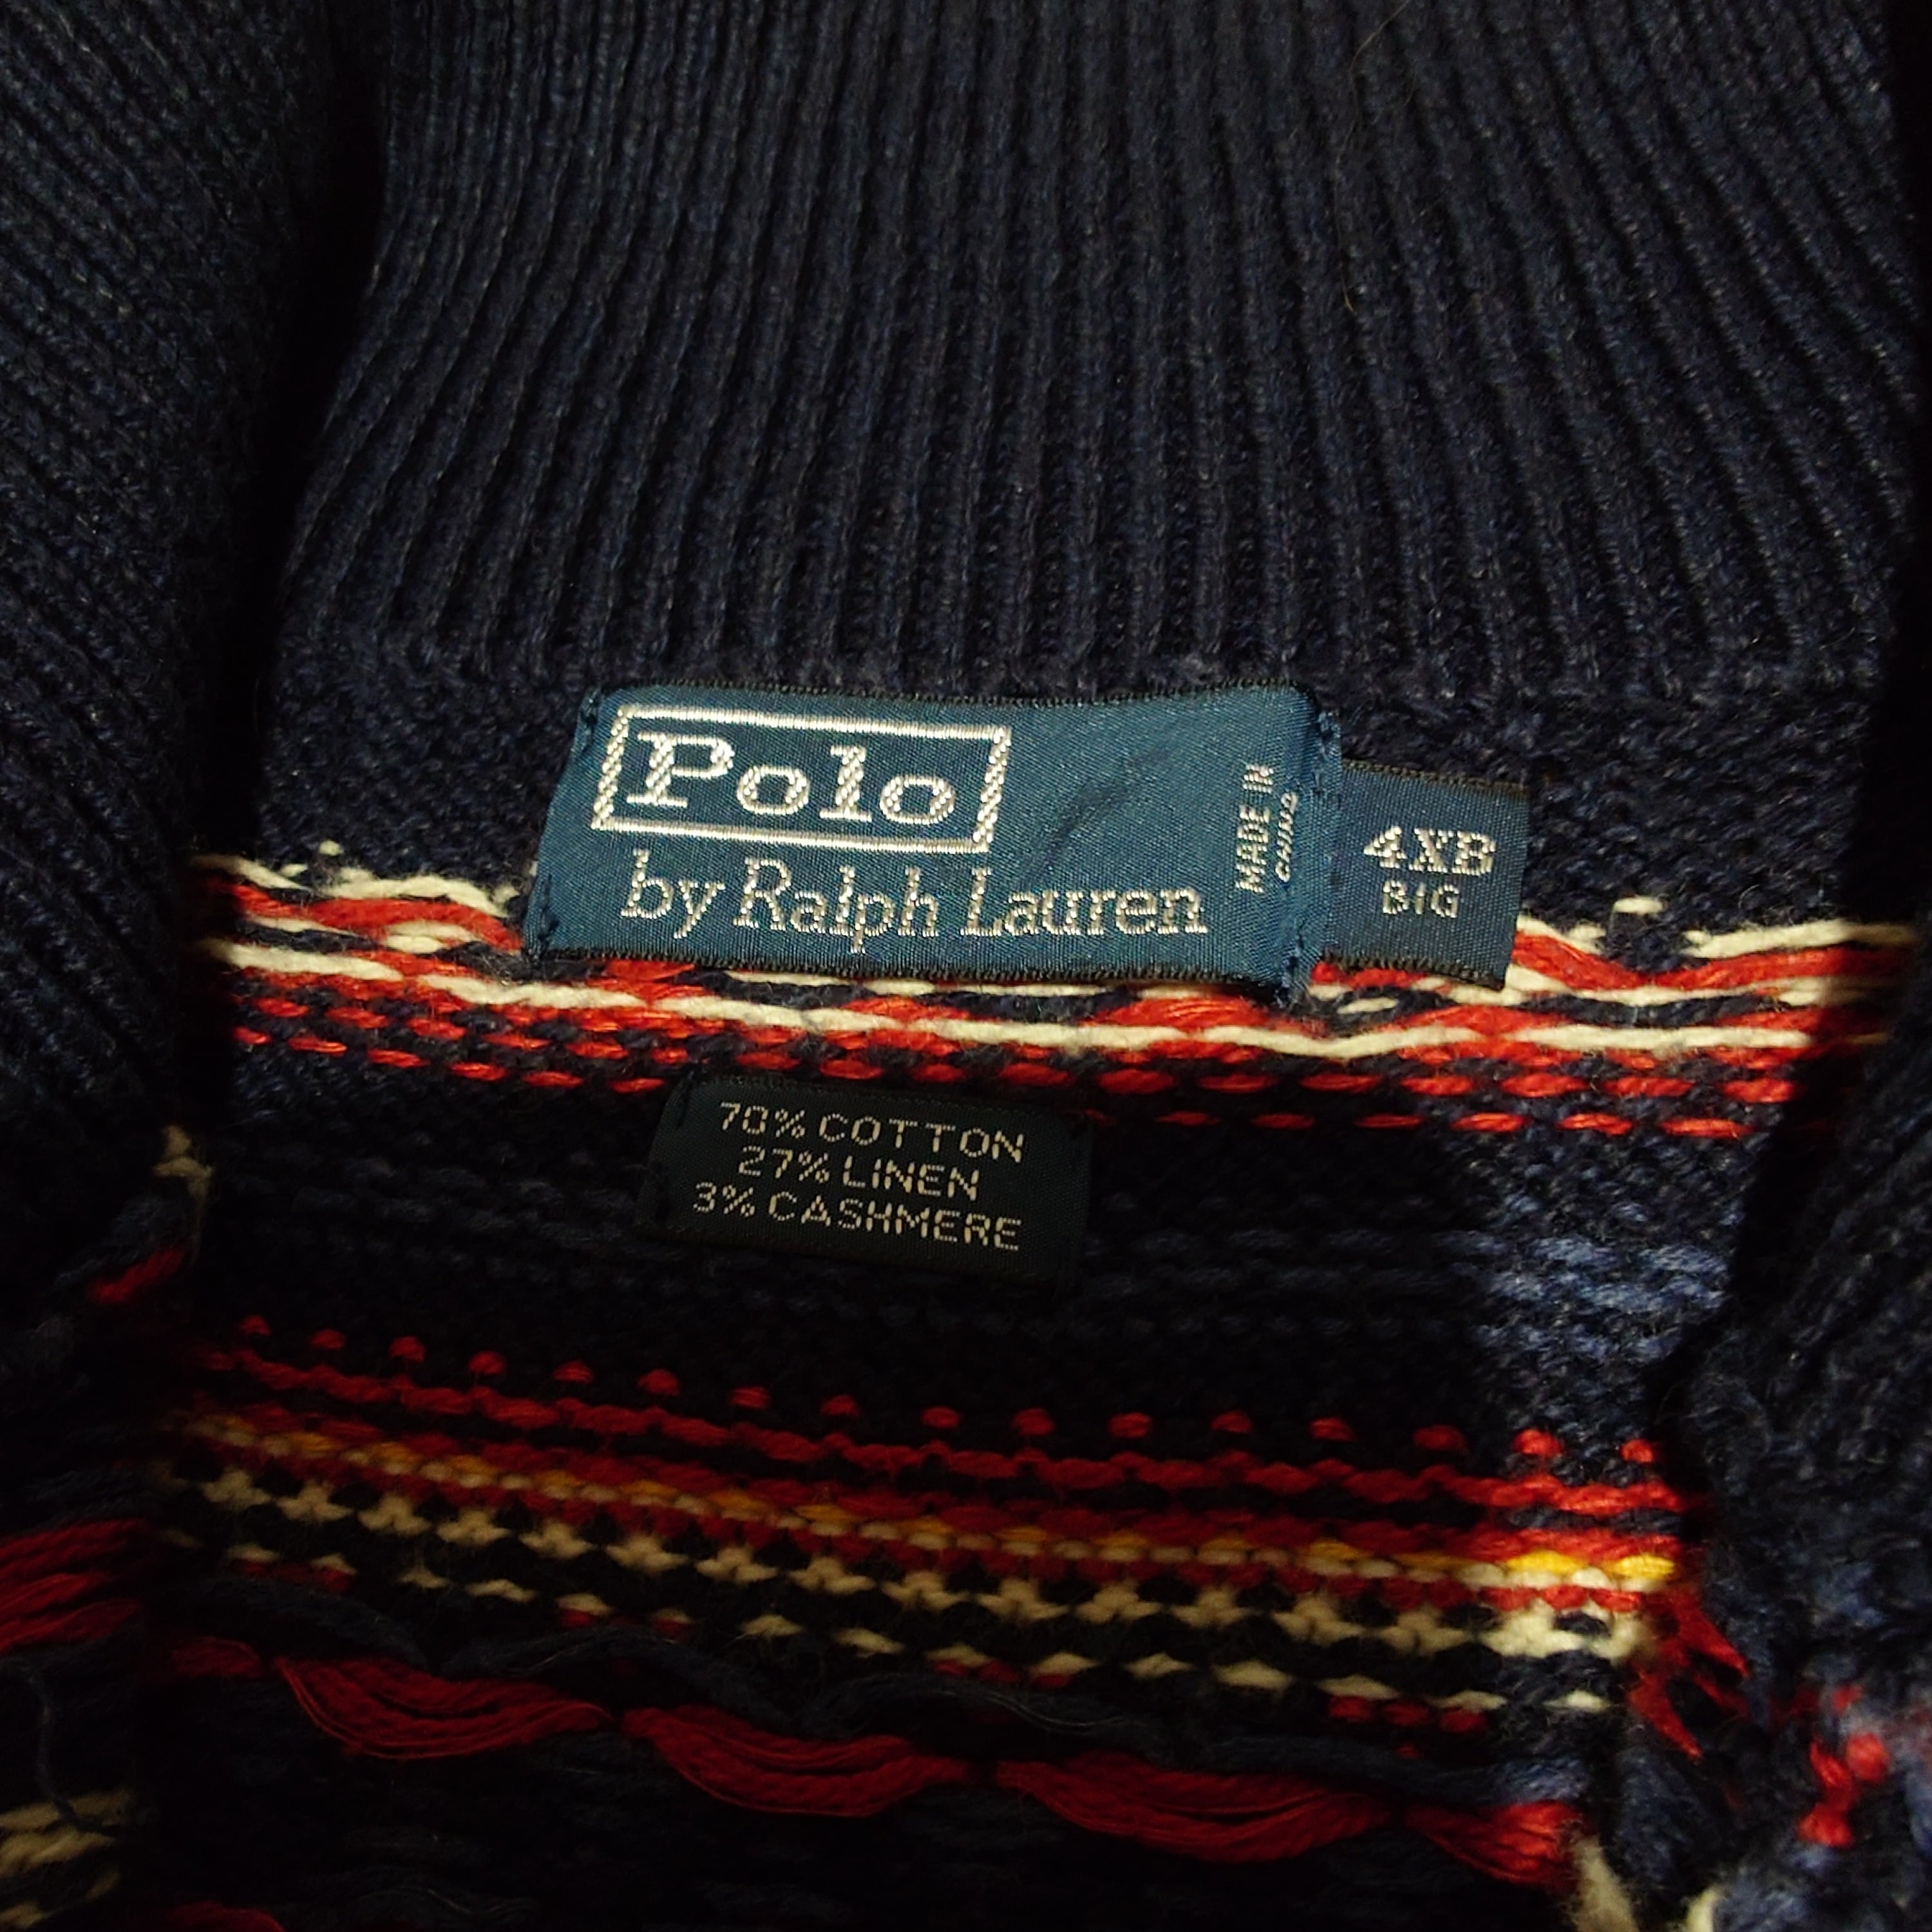 Polo
by Ralph Lauren
MADE IN
CHINA
4XB
BIG
70% COTTON
27% LINEN
3% CASHMERE